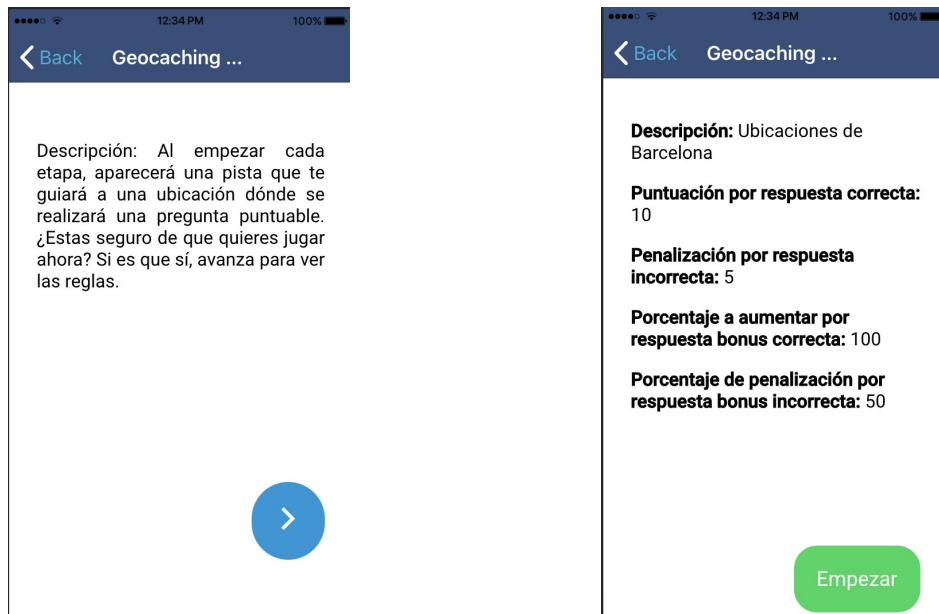 12:34 PM
100%
Back
Geocaching ...
Descripción: Al empezar cada
etapa, aparecerá una pista que te
guiará a una ubicación dónde se
realizará una pregunta puntuable.
¿Estas seguro de que quieres jugar
ahora? Si es que sí, avanza para ver
las reglas.
12:34 PM
100%
Back
Geocaching ...
Descripción: Ubicaciones de
Barcelona
Puntuación por respuesta correcta:
10
Penalización por respuesta
incorrecta: 5
Porcentaje a aumentar por
respuesta bonus correcta: 100
Porcentaje de penalización por
respuesta bonus incorrecta: 50
Empezar